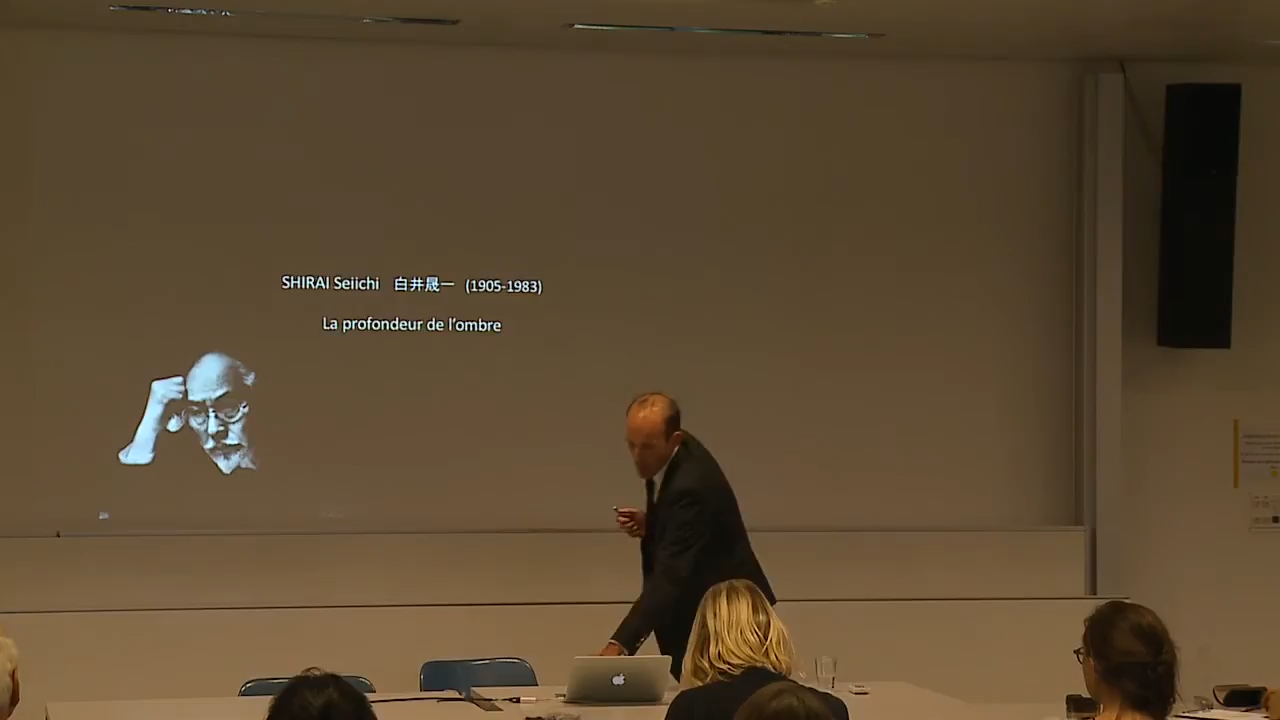 SHIRAI Seiichi 白井晟一 (1905-1983)
La profondeur de l'ombre